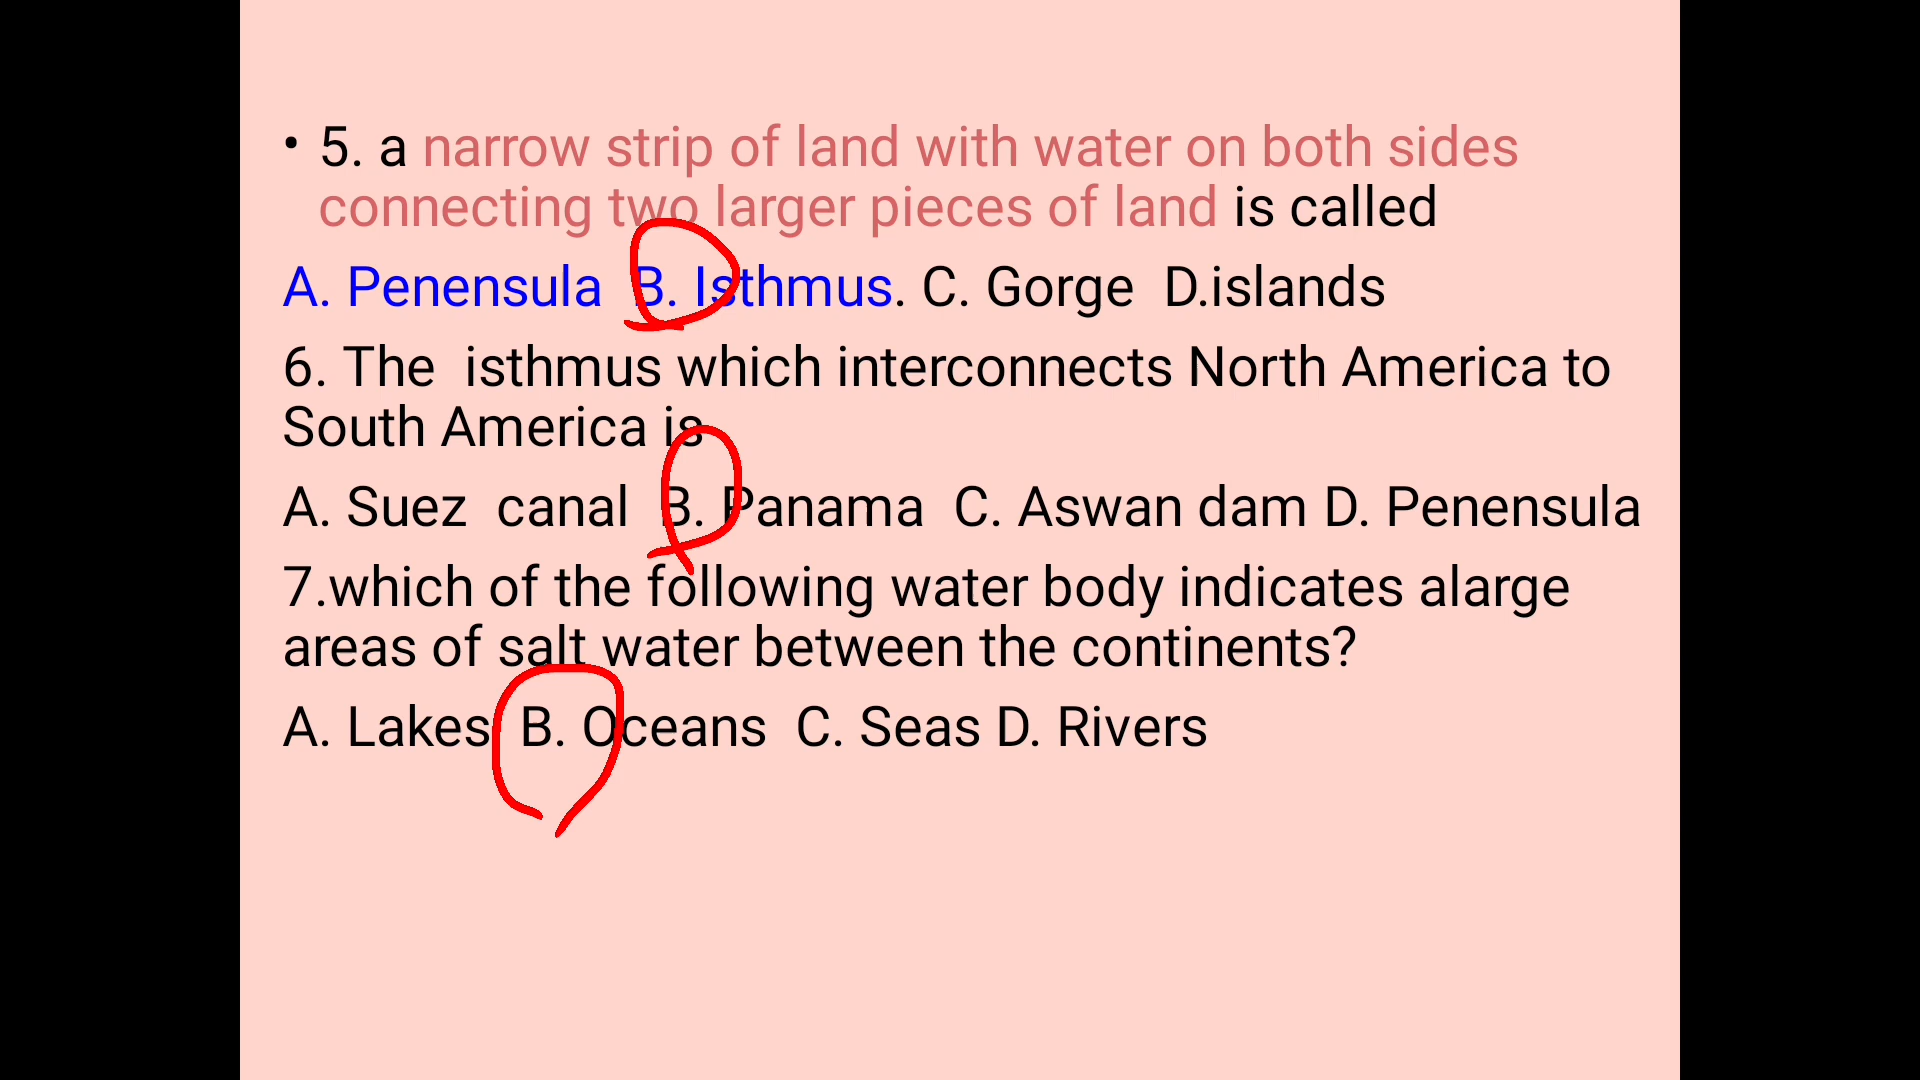 • 5. a narrow strip of land with water on both sides
connecting two larger pieces of land is called
A. Penensula B. Isthmus. C. Gorge D.islands
6. The isthmus which interconnects North America to
South America is
A. Suez canal B. Panama C. Aswan dam D. Penensula
7.which of the following water body indicates alarge
areas of salt water between the continents?
A. Lakes B. Oceans C. Seas D. Rivers